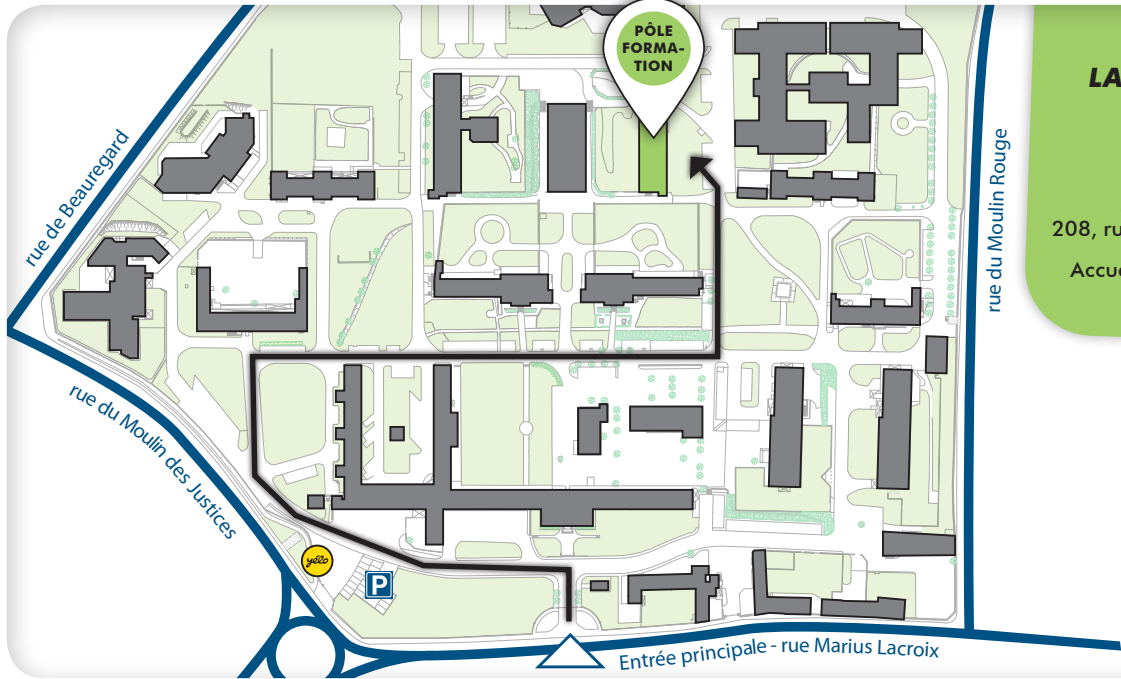 PÔLE
FORMA-
TION
LA
208, ru
Accue
rue de Beauregard
rue du Moulin Rouge
rue du Moulin des Justices
yélo
P
Entrée principale - rue Marius Lacroix